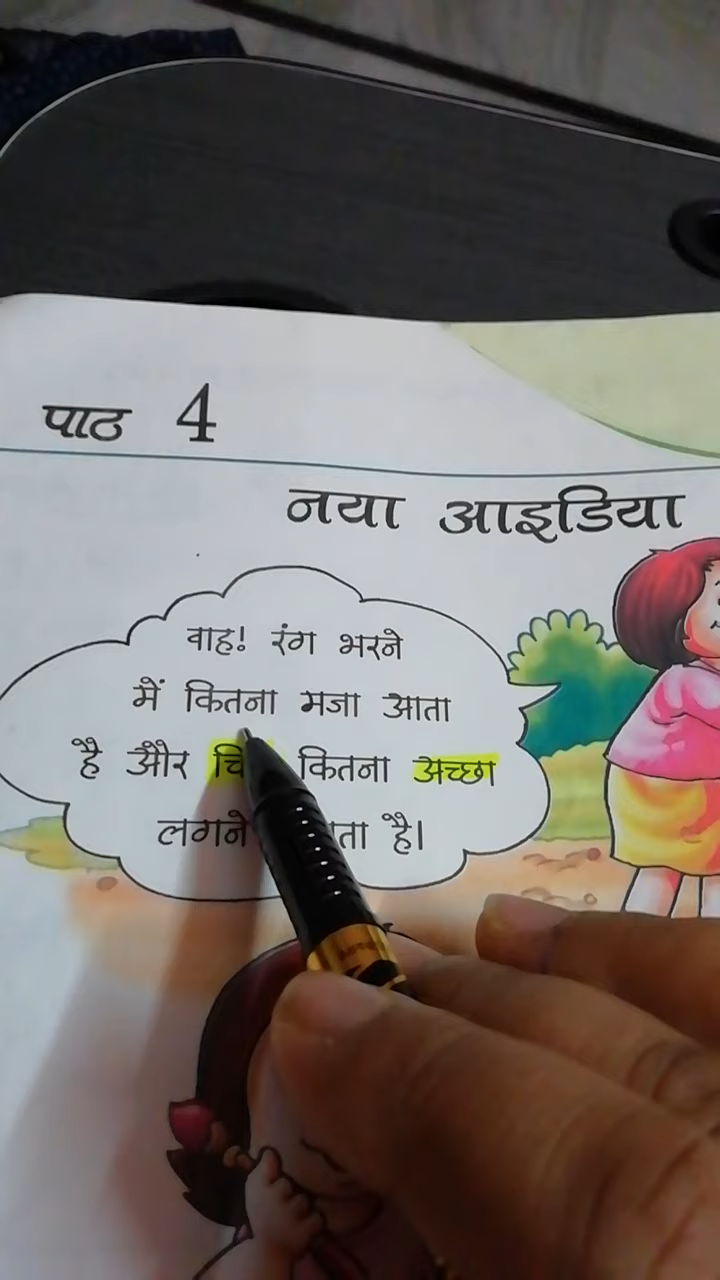 पाठ 4
नया आइडिया
वाह! रंग भरने
में कितना मजा आता
है और कितना अच्छा
लगने है।